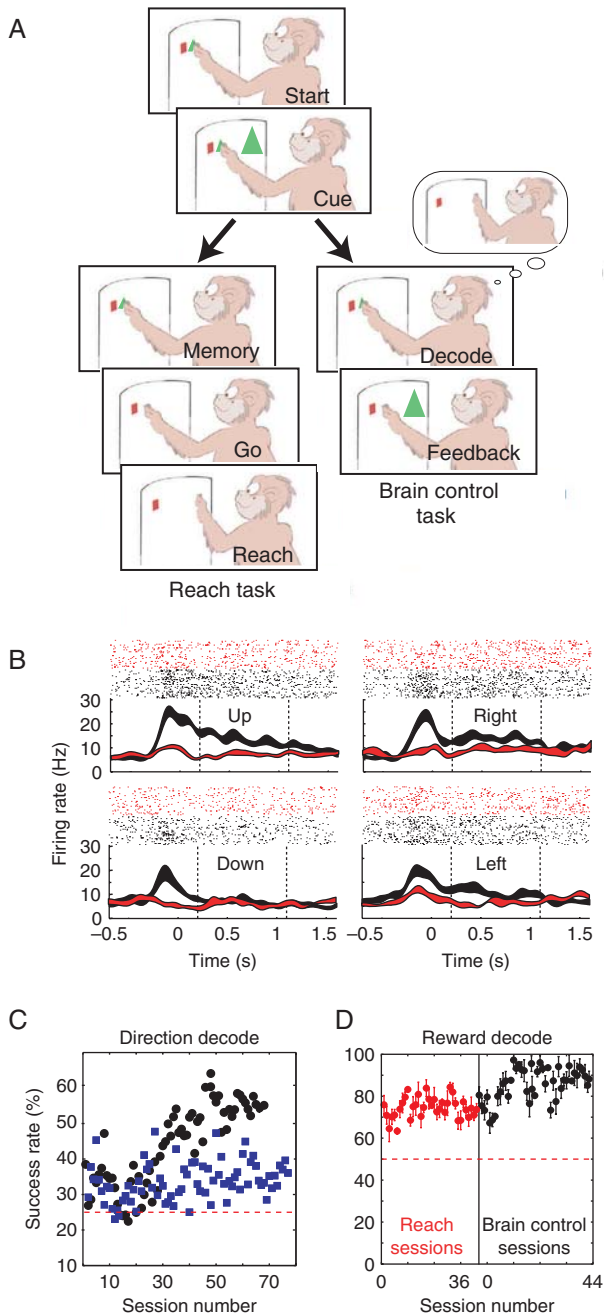 A
Start
Cue
Memory
Decode
Go
Feedback
Brain control
task
Reach
Reach task
B
30
20
10
0
Up
Right
Firing rate (Hz)
30
20
10
0
Down
Left
–0.5 0 0.5 1 1.5 –0.5 0 0.5 1 1.5
Time (s) Time (s)
C
Direction decode
Success rate (%)
60
50
40
30
20
10
10 30 50 70
Session number
D
Reward decode
100
80
60
40
20
0
Reach
sessions
Brain control
sessions
0 36 0 44
Session number